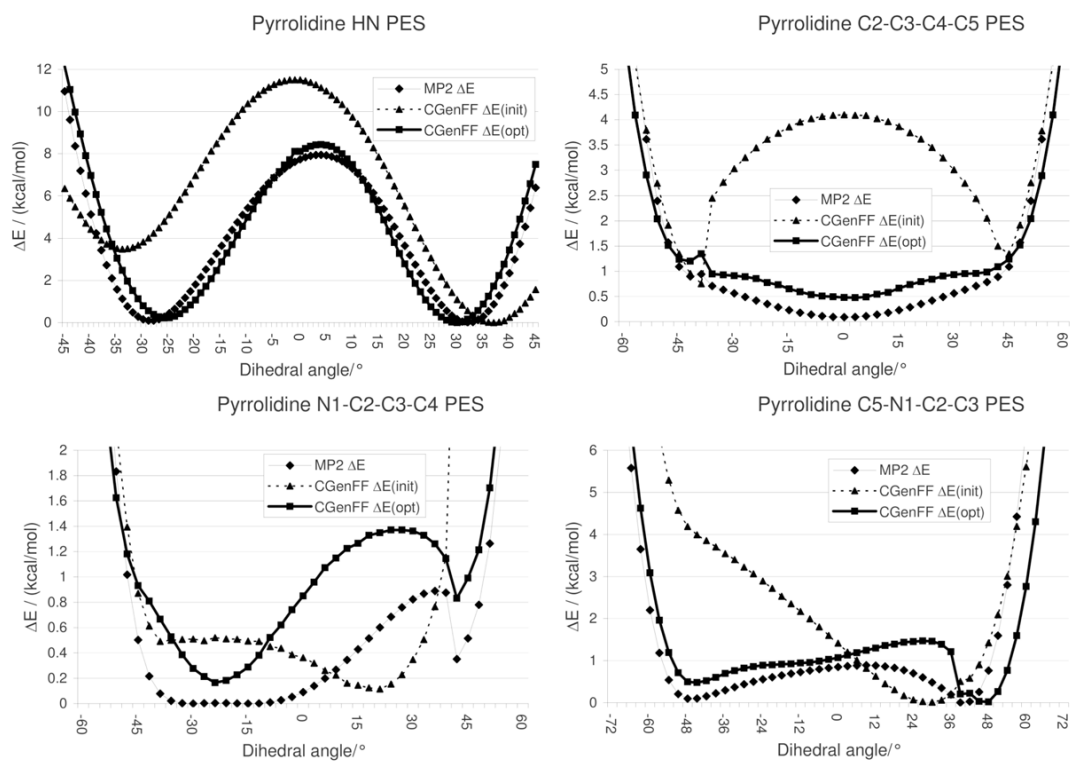 Pyrrolidine HN PES
12
10
8
6
4
2
0
ΔE / (kcal/mol)
MP2 ΔE
CGenFF ΔE(init)
CGenFF ΔE(opt)
-45 -40 -35 -30 -25 -20 -15 -10 -5 0 5 10 15 20 25 30 35 40 45
Dihedral angle/°
Pyrrolidine C2-C3-C4-C5 PES
5
4.5
4
3.5
3
2.5
2
1.5
1
0.5
0
ΔE / (kcal/mol)
MP2 ΔE
CGenFF ΔE(init)
CGenFF ΔE(opt)
-60 -45 -30 -15 0 15 30 45 60
Dihedral angle/°
Pyrrolidine N1-C2-C3-C4 PES
2
1.8
1.6
1.4
1.2
1
0.8
0.6
0.4
0.2
0
ΔE / (kcal/mol)
MP2 ΔE
CGenFF ΔE(init)
CGenFF ΔE(opt)
-60 -45 -30 -15 0 15 30 45 60
Dihedral angle/°
Pyrrolidine C5-N1-C2-C3 PES
6
5
4
3
2
1
0
ΔE / (kcal/mol)
MP2 ΔE
CGenFF ΔE(init)
CGenFF ΔE(opt)
-72 -60 -48 -36 -24 -12 0 12 24 36 48 60 72
Dihedral angle/°